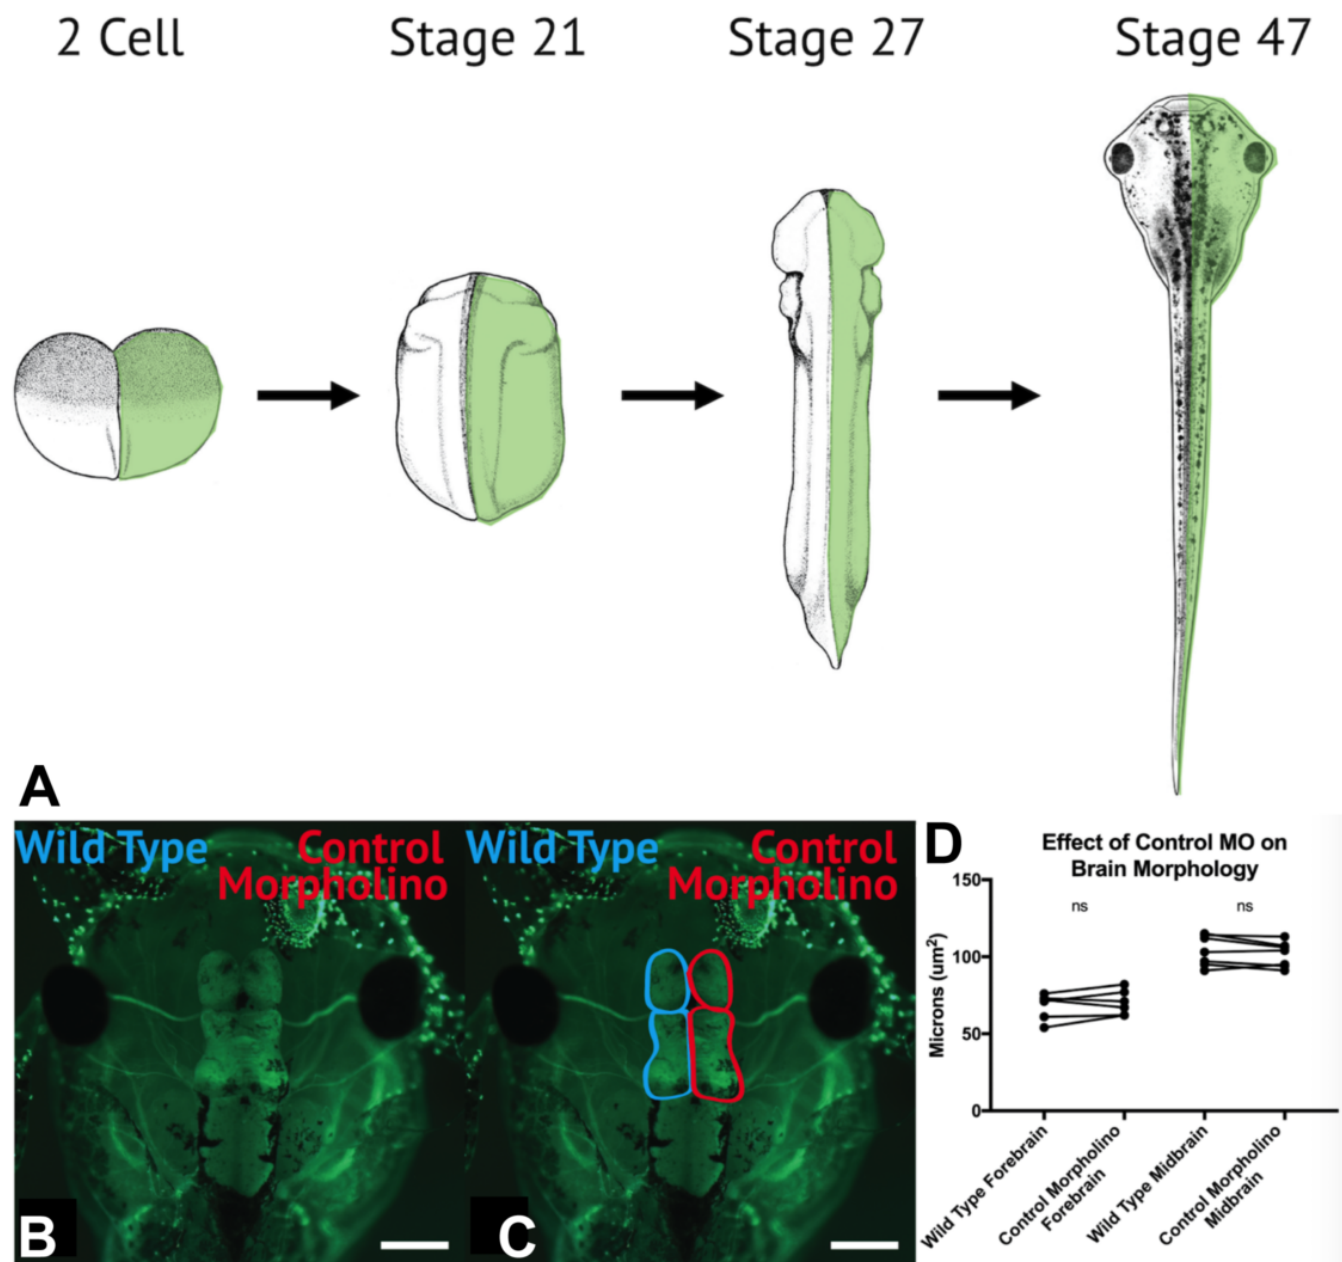 2 Cell
Stage 21
Stage 27
Stage 47
A
Wild Type
Control
Morpholino
B
Wild Type
Control
Morpholino
C
D
Effect of Control MO on
Brain Morphology
Microns (um²)
150
100
50
0
ns
ns
Wild Type Forebrain
Control Morpholino
Forebrain
Wild Type Midbrain
Control Morpholino
Midbrain